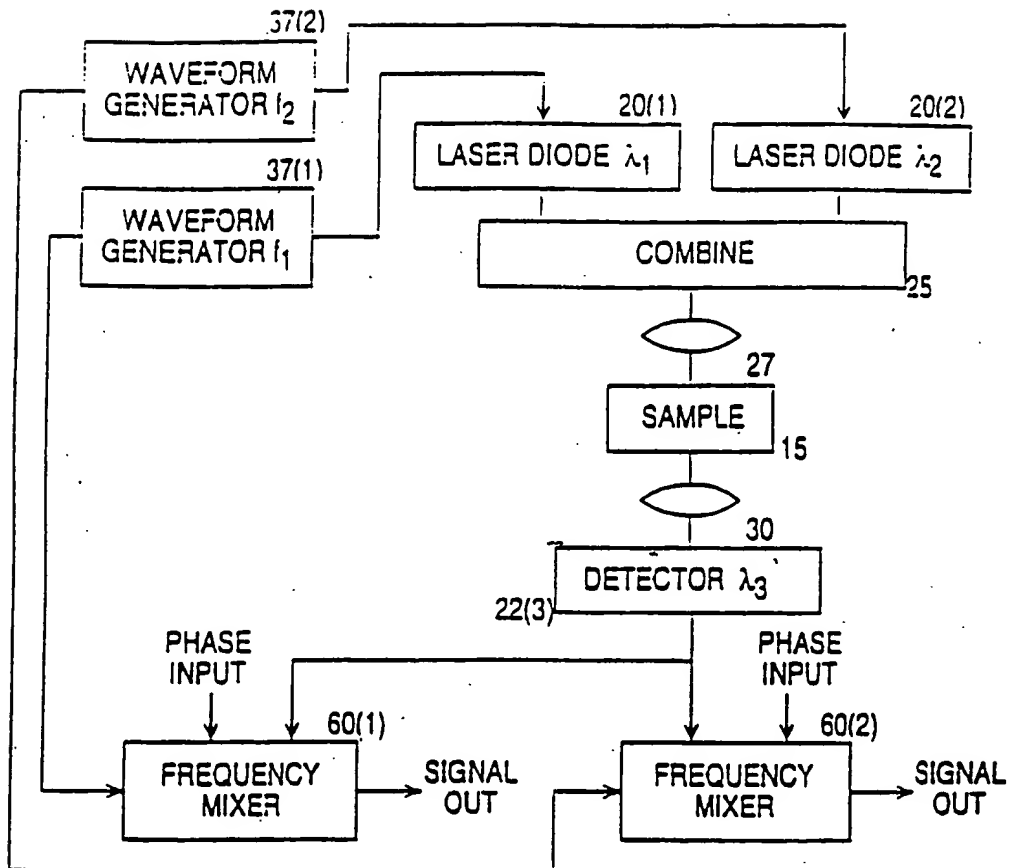 37(2)
WAVEFORM
GENERATOR f2
20(1)
20(2)
LASER DIODE λ1
LASER DIODE λ2
37(1)
WAVEFORM
GENERATOR f1
COMBINE
25
27
SAMPLE
15
30
DETECTOR λ3
22(3)
PHASE
INPUT
PHASE
INPUT
60(1)
60(2)
FREQUENCY
MIXER
SIGNAL
OUT
FREQUENCY
MIXER
SIGNAL
OUT